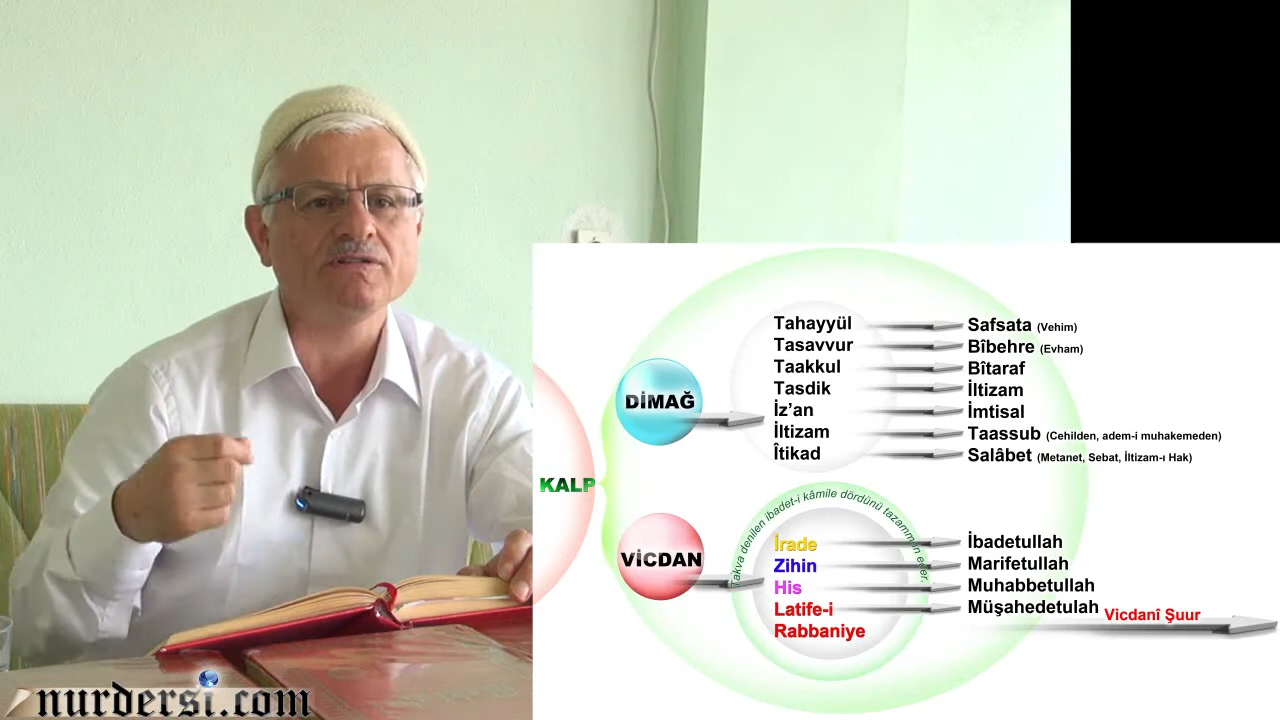 Tahayyül Safsata (Vehim)
Tasavvur Bîbehre (Evham)
Taakkul Bîtaraf
Tasdik İltizam
İz'an İmtisal
İltizam Taassub (Cehilden, adem-i muhakemeden)
Îtikad Salâbet (Metanet, Sebat, İltizam-ı Hak)
DİMAĞ
KALP
Takva denilen ibadet-i kâmile dördünü tazammun eder.
VİCDAN
İrade İbadetullah
Zihin Marifetullah
His Muhabbetullah
Latife-i Müşahedetulah Vicdanî Şuur
Rabbaniye
nurdersi.com